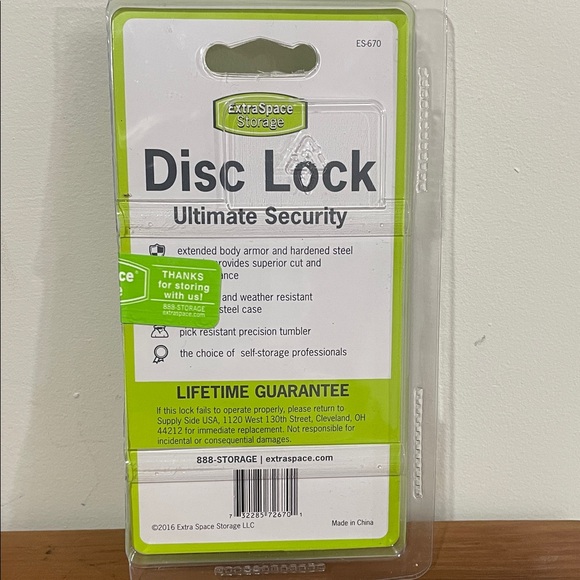 ES-670
ExtraSpace
Storage
Disc Lock
Ultimate Security
extended body armor and hardened steel
provides superior cut and
and weather resistant
steel case
pick resistant precision tumbler
the choice of self-storage professionals
THANKS
for storing
with us!
888-STORAGE
extraspace.com
LIFETIME GUARANTEE
If this lock fails to operate properly, please return to
Supply Side USA, 1120 West 130th Street, Cleveland, OH
44212 for immediate replacement. Not responsible for
incidental or consequential damages.
888-STORAGE | extraspace.com
7 32285 72670 1
©2016 Extra Space Storage LLC
Made in China